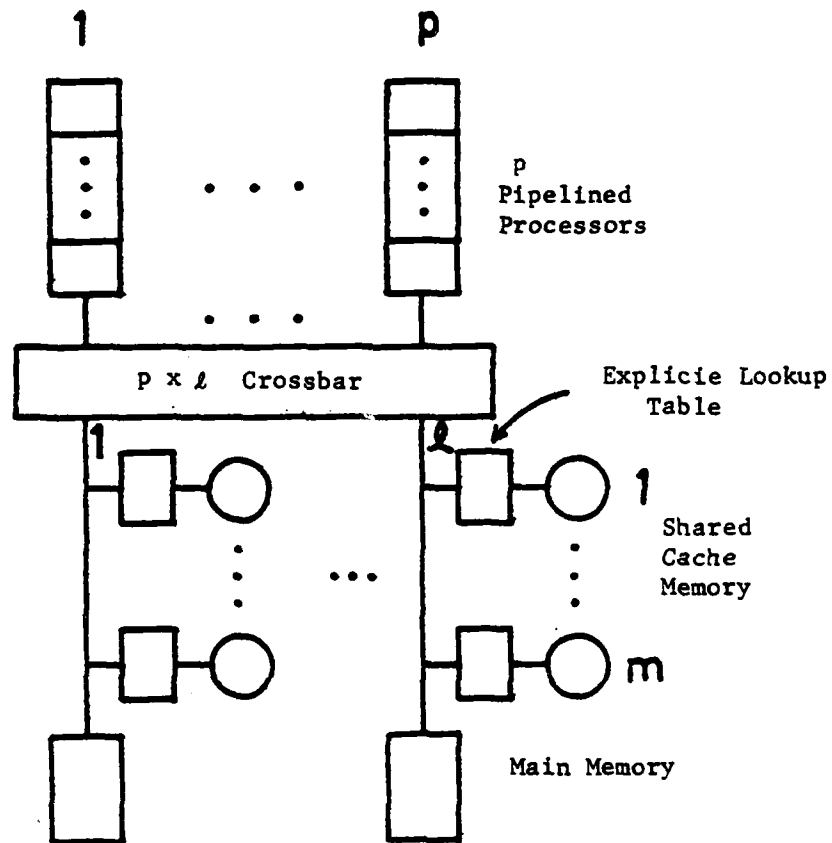 1
p
p
Pipelined
Processors
p x ℓ Crossbar
Explicie Lookup
Table
1
ℓ
1
Shared
Cache
Memory
m
Main Memory